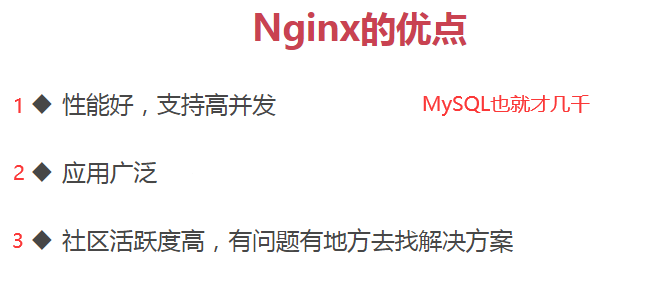 Nginx的优点
1 ◆ 性能好，支持高并发 MySQL也就才几千
2 ◆ 应用广泛
3 ◆ 社区活跃度高，有问题有地方去找解决方案